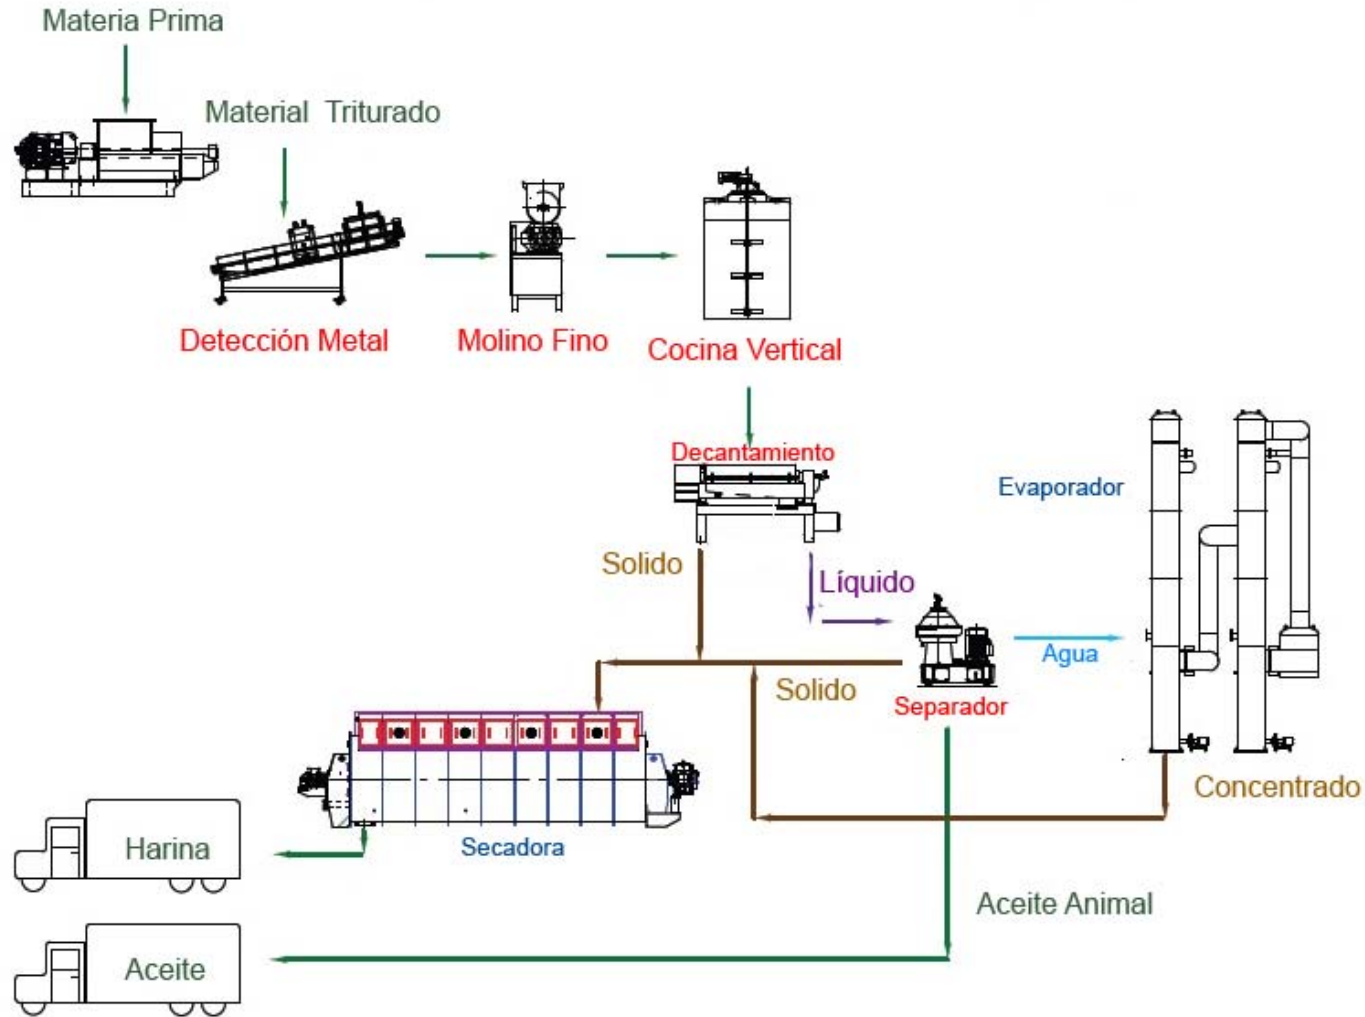 Materia Prima
Material Triturado
Detección Metal
Molino Fino
Cocina Vertical
Decantamiento
Evaporador
Solido
Líquido
Agua
Solido
Separador
Concentrado
Secadora
Harina
Aceite Animal
Aceite